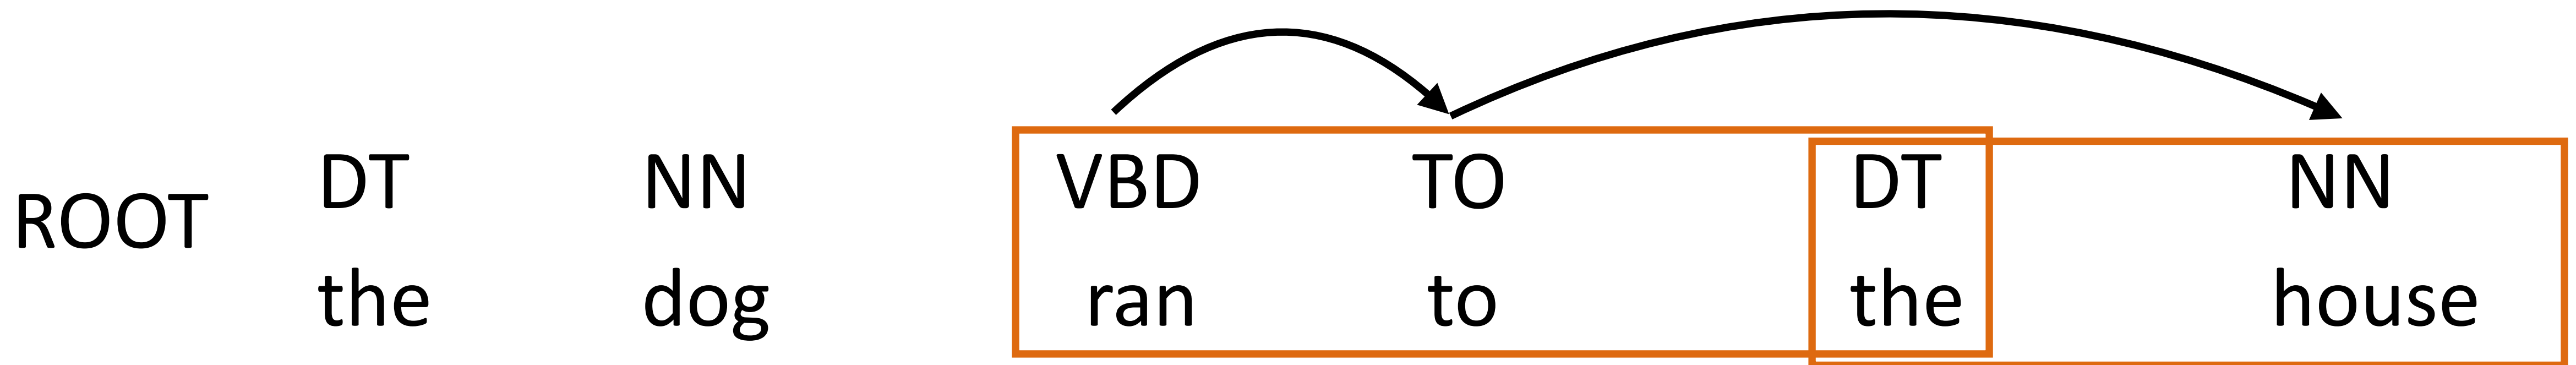 ROOT DT NN VBD TO DT NN
the dog ran to the house